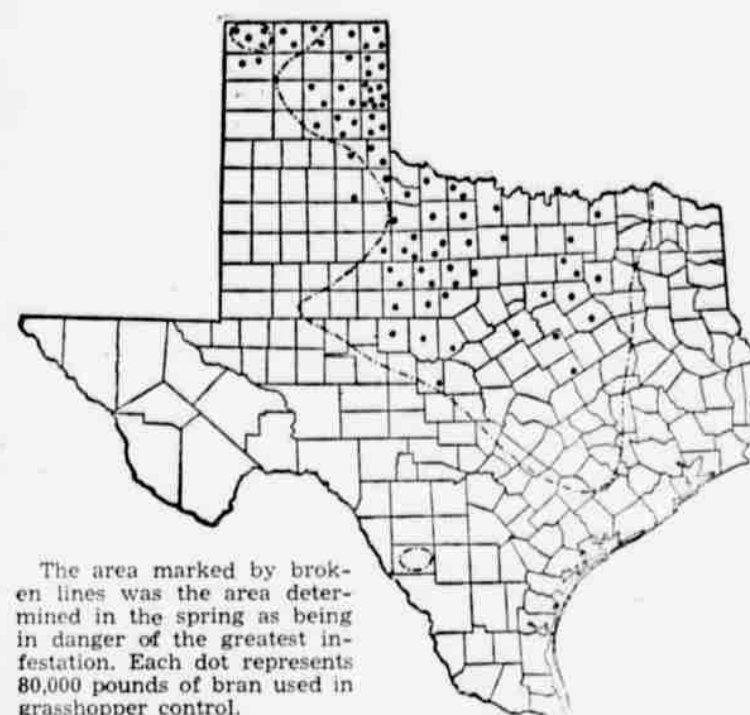 The area marked by brok-
en lines was the area deter-
mined in the spring as being
in danger of the greatest in-
festation. Each dot represents
80,000 pounds of bran used in
grasshopper control.